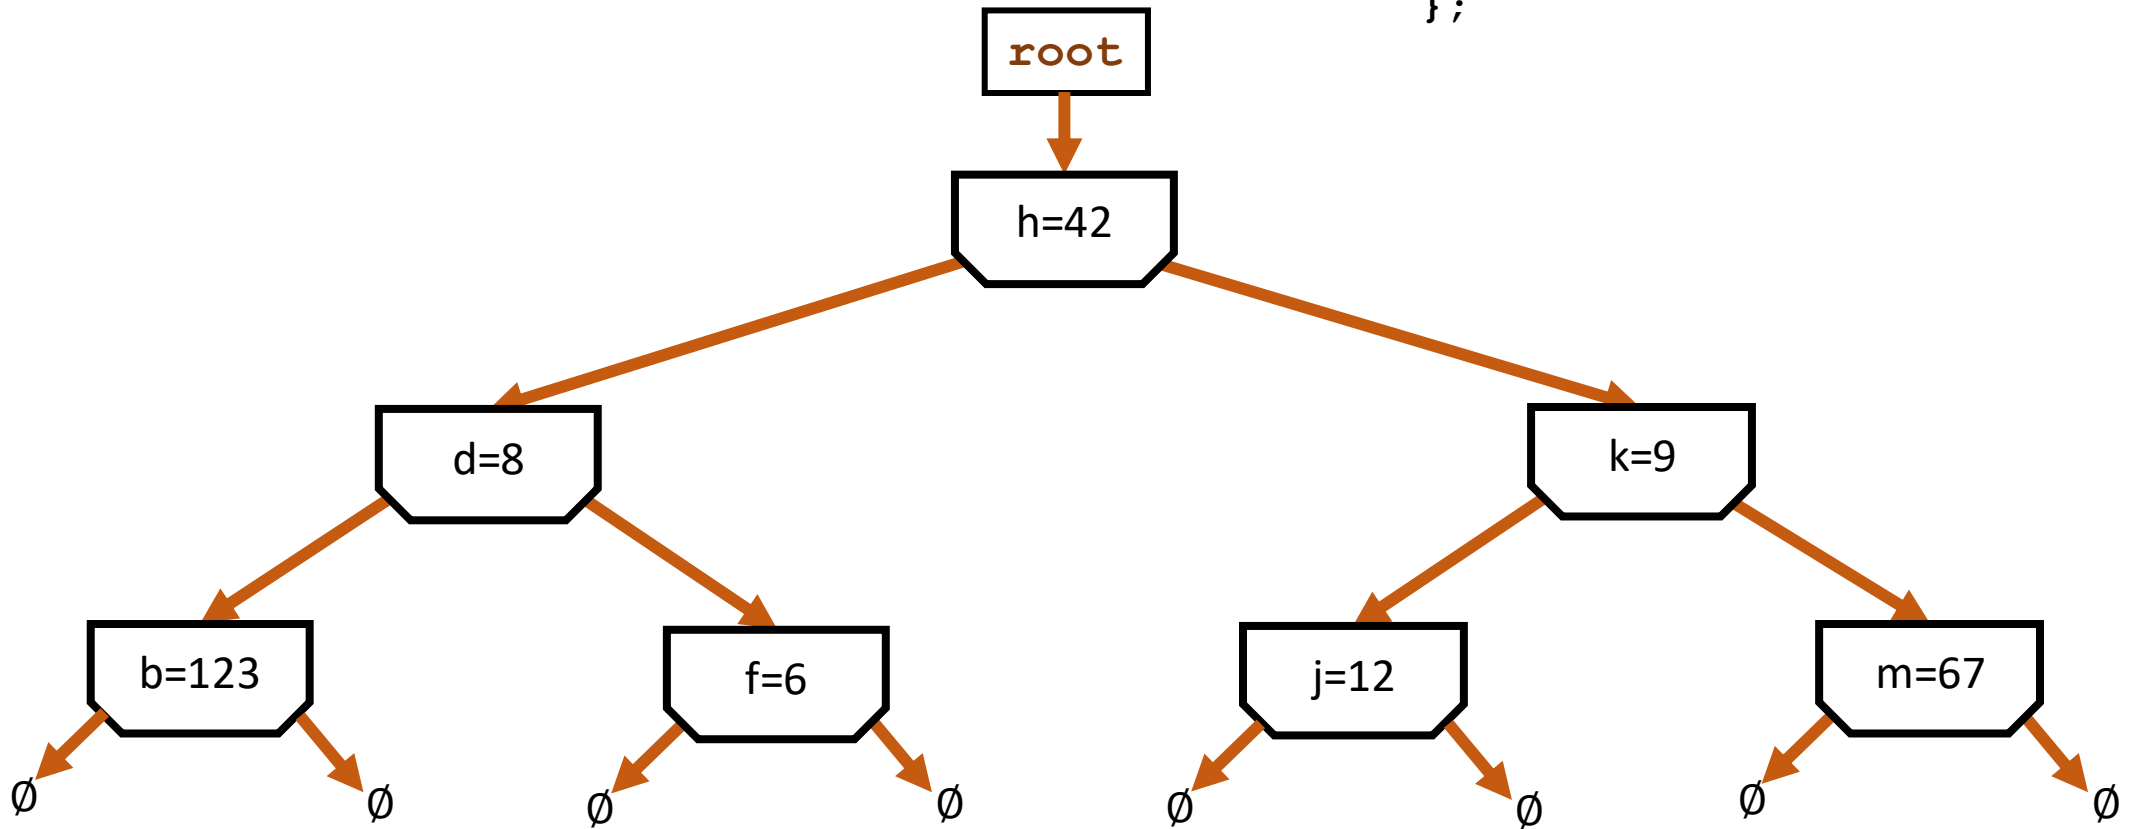 };
root
h=42
d=8
k=9
b=123
f=6
j=12
m=67
Ø
Ø
Ø
Ø
Ø
Ø
Ø
Ø